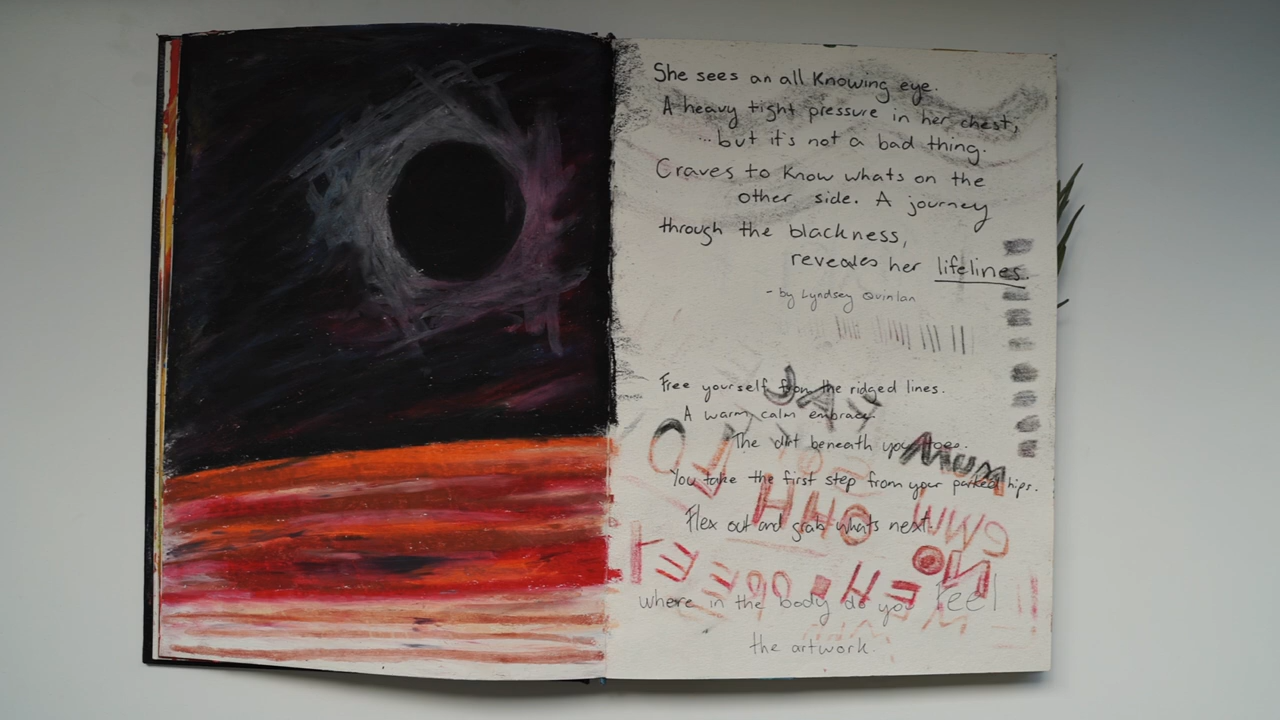 She sees an all Knowing eye.
A heavy tight pressure in her chest,
...but it's not a bad thing.
Craves to Know whats on the
other side. A journey
through the blackness,
reveales her lifelines.
- by Lyndsey Quinlan
Free yourself from the ridged lines.
A warm calm embrace.
The dirt beneath your toes.
You take the first step from your parked hips.
Flex out and grab whats next.
MUM
where in the body do you feel
the artwork.